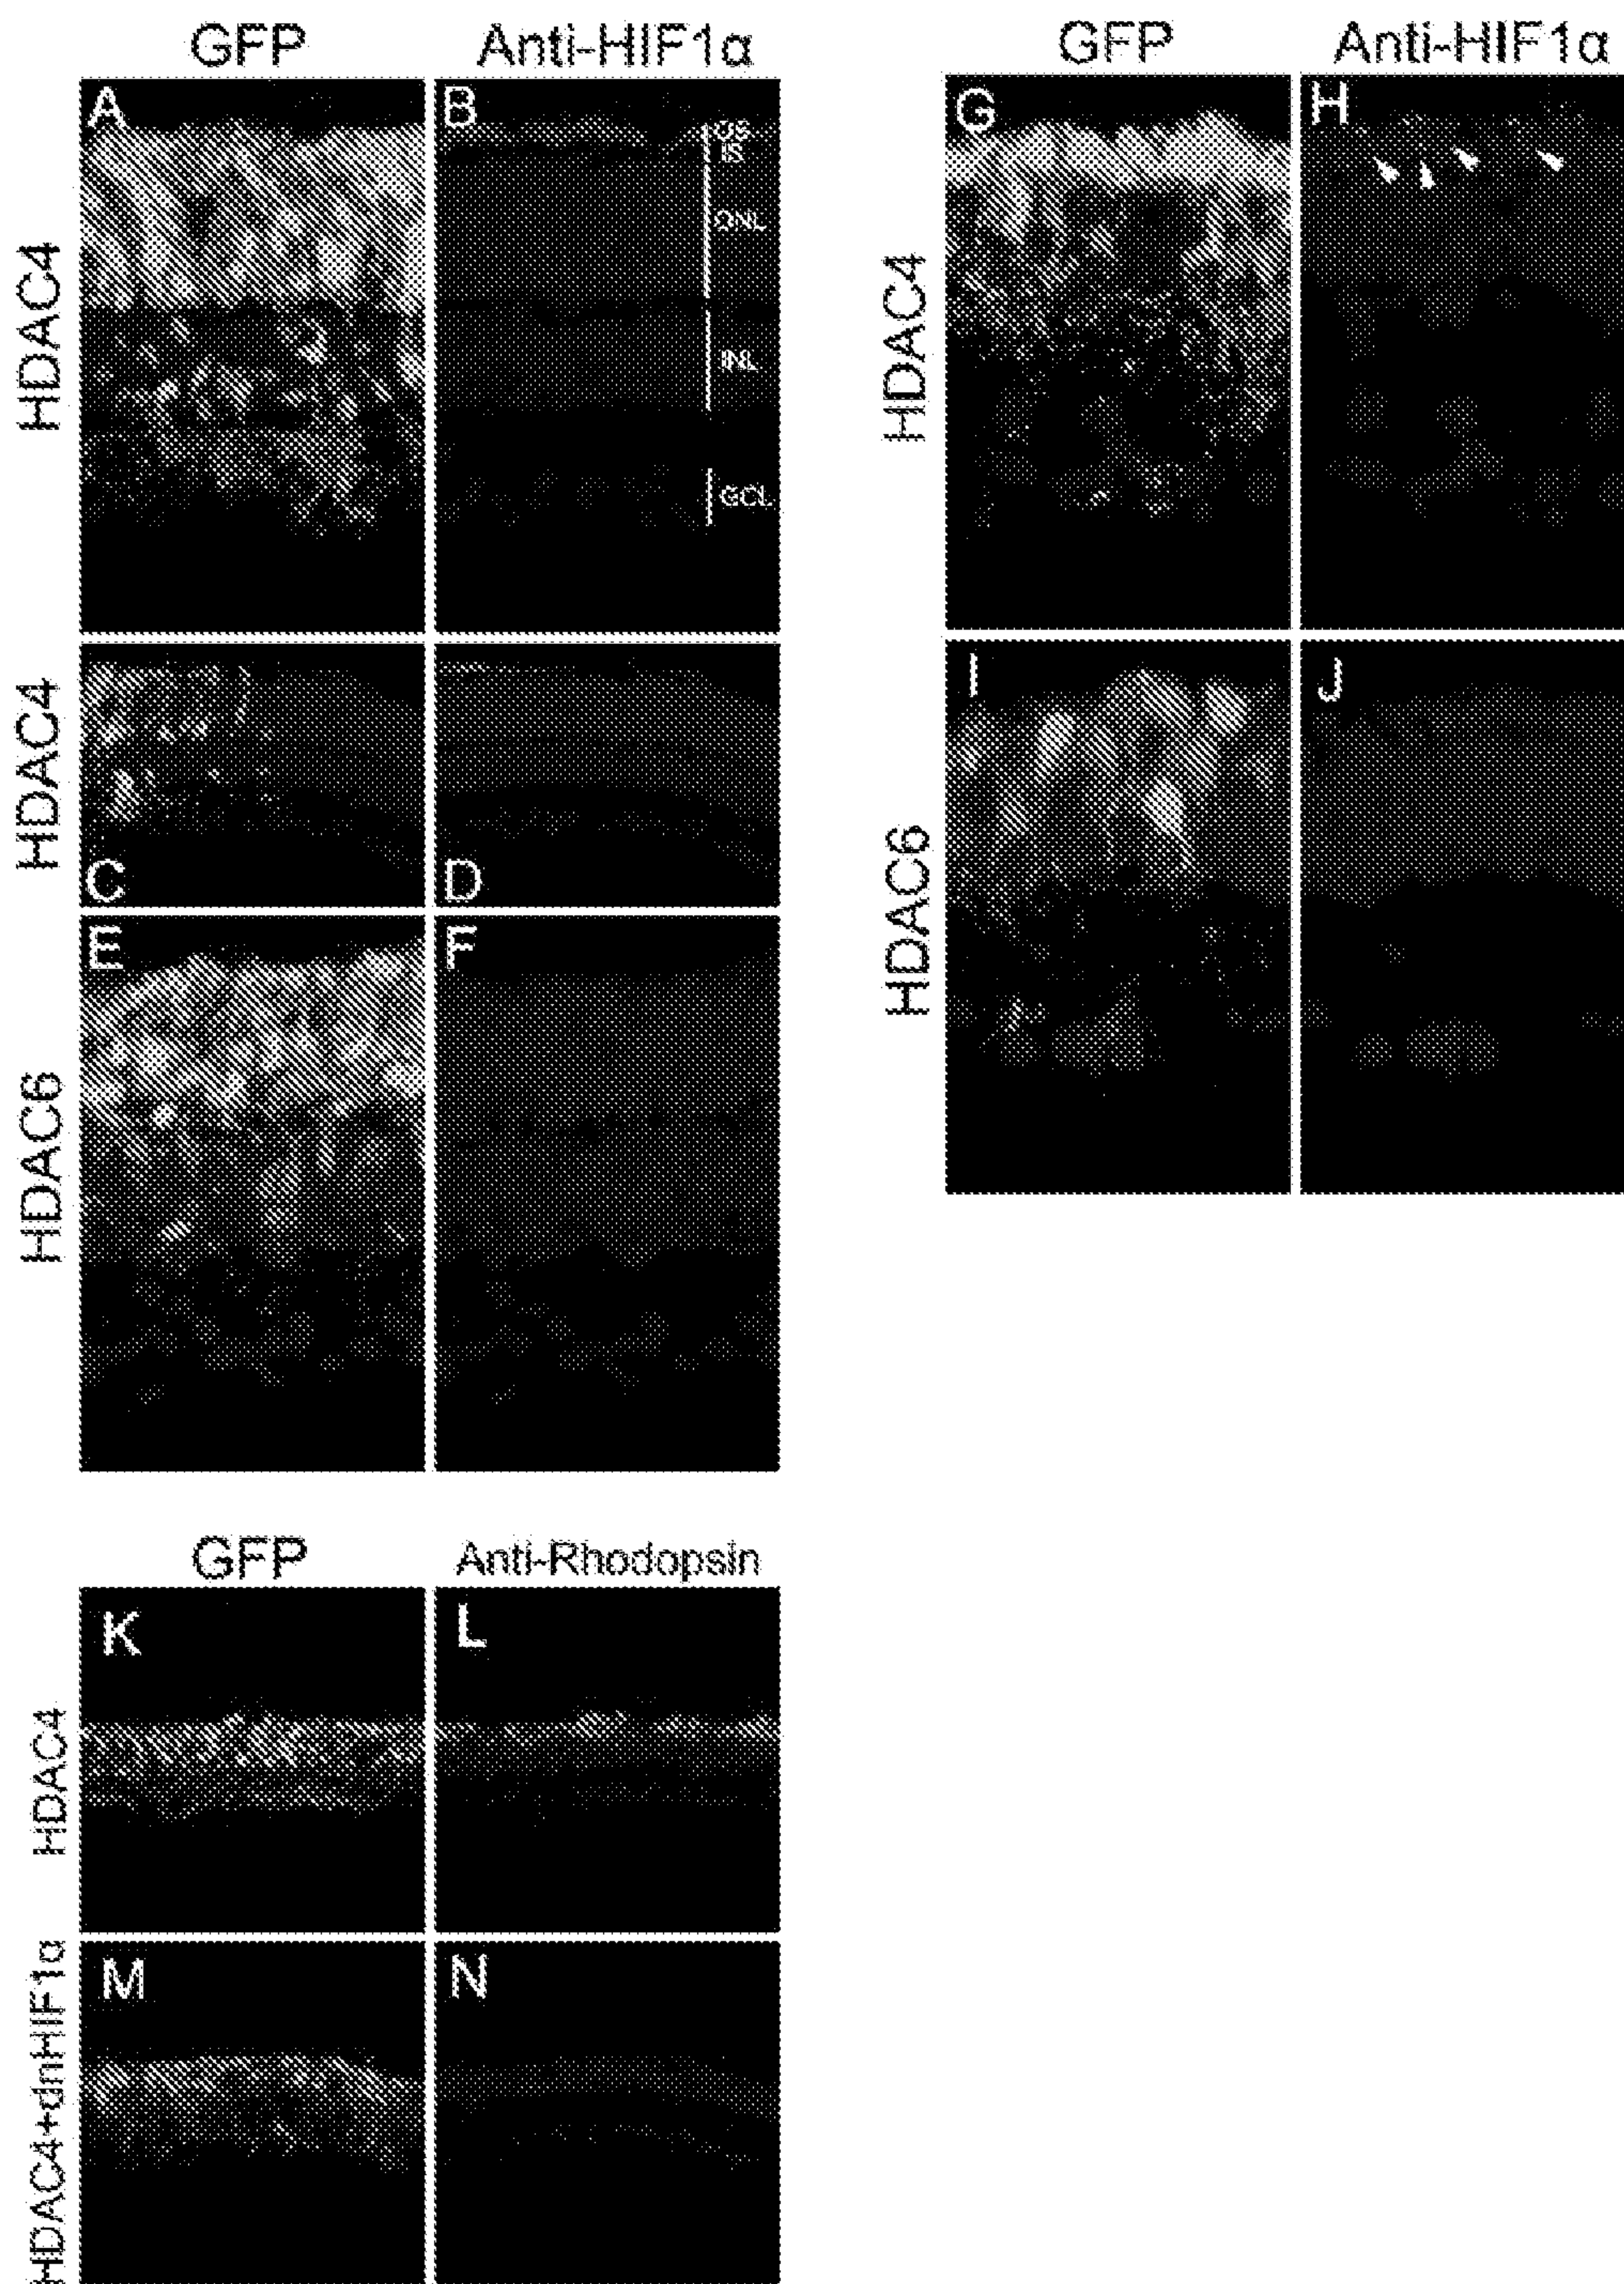 GFP Anti-HIF1α
HDAC4
A B
OS
IS
ONL
INL
GCL
HDAC4
C D
HDAC6
E F
GFP Anti-HIF1α
HDAC4
G H
HDAC6
I J
GFP Anti-Rhodopsin
HDAC4
K L
HDAC4+dnHIF1α
M N